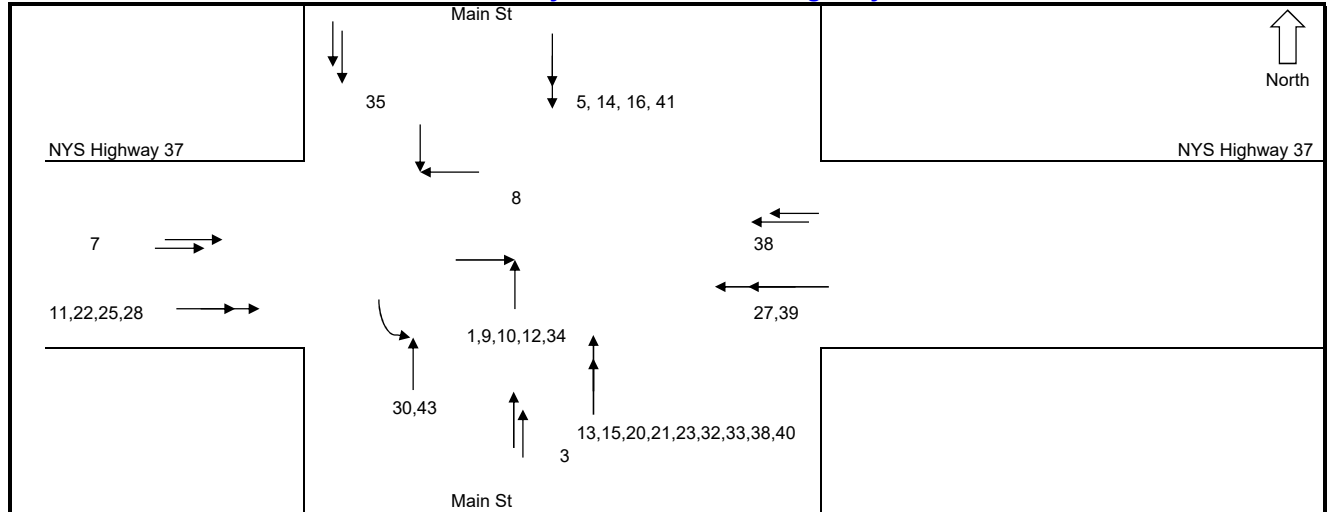 Main St
North
35
5, 14, 16, 41
NYS Highway 37
NYS Highway 37
8
7
38
11,22,25,28
27,39
1,9,10,12,34
30,43
13,15,20,21,23,32,33,38,40
3
Main St